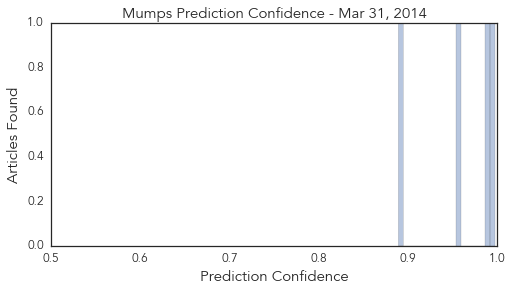 Mumps Prediction Confidence - Mar 31, 2014
Articles Found
1.0
0.8
0.6
0.4
0.2
0.0
0.5 0.6 0.7 0.8 0.9 1.0
Prediction Confidence